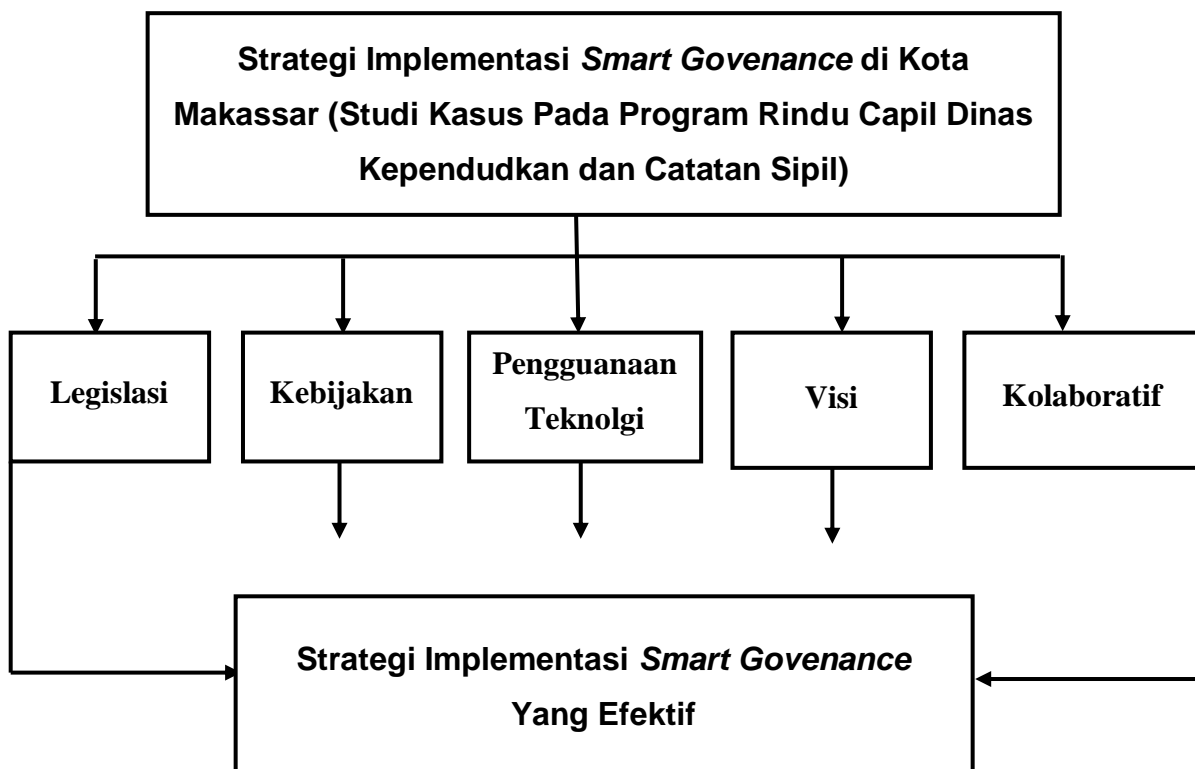 Strategi Implementasi Smart Govenance di Kota
Makassar (Studi Kasus Pada Program Rindu Capil Dinas
Kependudkan dan Catatan Sipil)
Legislasi
Kebijakan
Pengguanaan
Teknolgi
Visi
Kolaboratif
Strategi Implementasi Smart Govenance
Yang Efektif